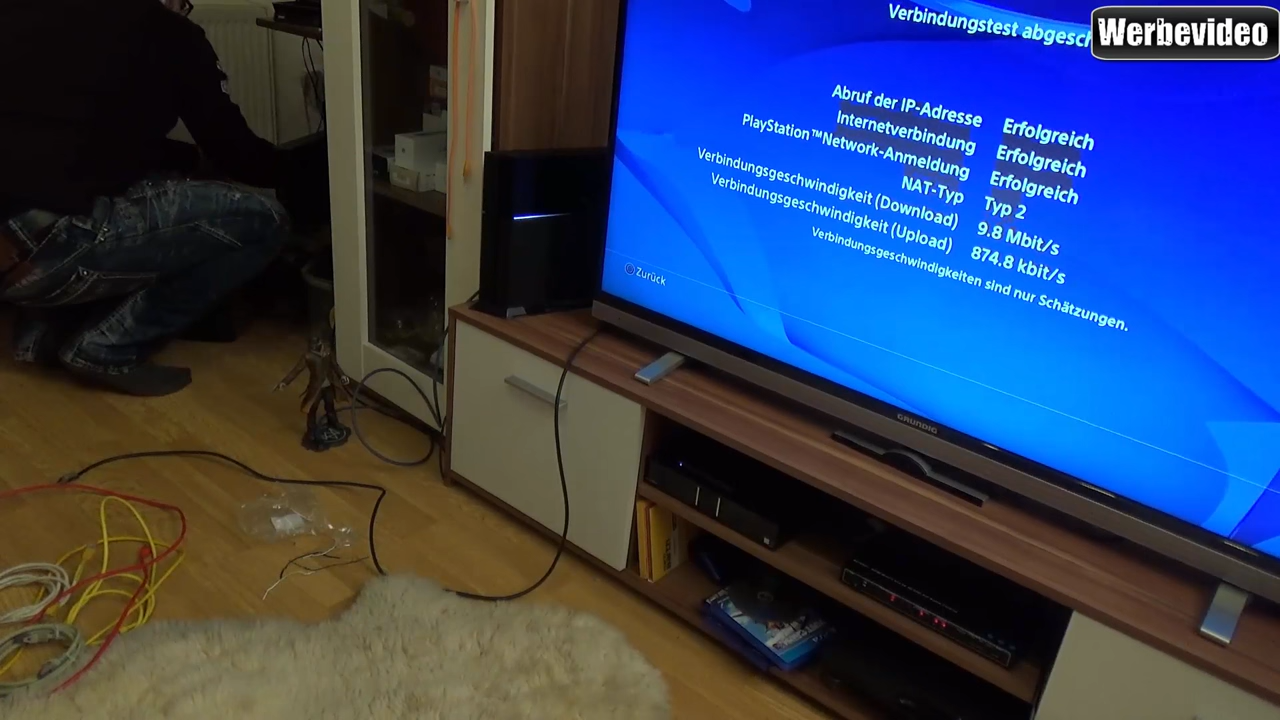 Verbindungstest abgesch
Werbevideo
Abruf der IP-Adresse Erfolgreich
Internetverbindung Erfolgreich
PlayStation™Network-Anmeldung Erfolgreich
NAT-Typ Typ 2
Verbindungsgeschwindigkeit (Download) 9.8 Mbit/s
Verbindungsgeschwindigkeit (Upload) 874.8 kbit/s
Verbindungsgeschwindigkeiten sind nur Schätzungen.
Zurück
GRUNDIG